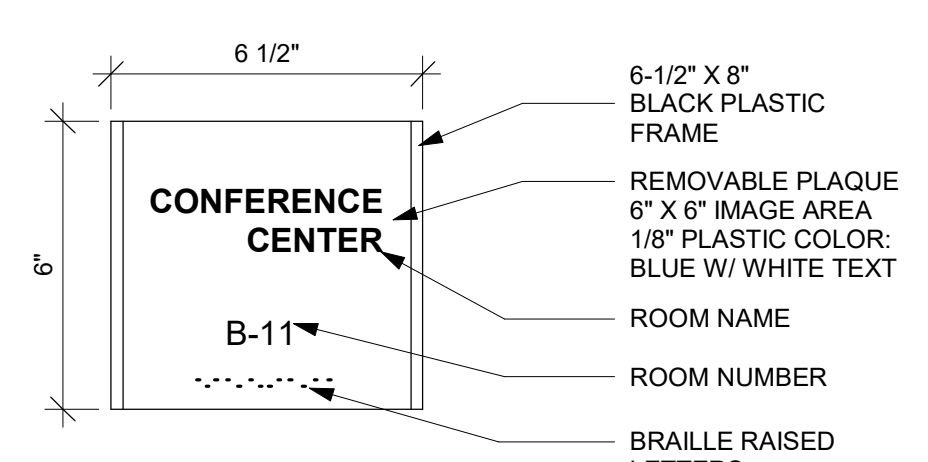 6 1/2"
6"
CONFERENCE
CENTER
B-11
6-1/2" X 8"
BLACK PLASTIC
FRAME
REMOVABLE PLAQUE
6" X 6" IMAGE AREA
1/8" PLASTIC COLOR:
BLUE W/ WHITE TEXT
ROOM NAME
ROOM NUMBER
BRAILLE RAISED